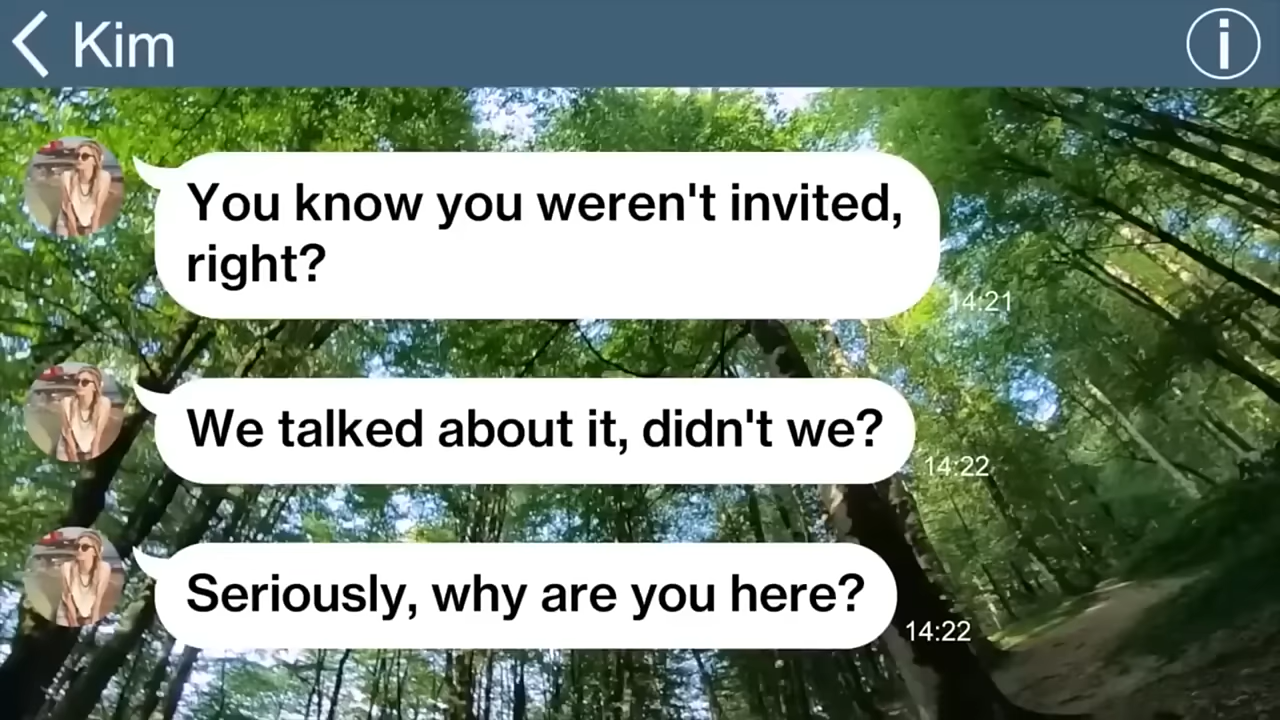 Kim
You know you weren't invited,
right?
14:21
We talked about it, didn't we?
14:22
Seriously, why are you here?
14:22